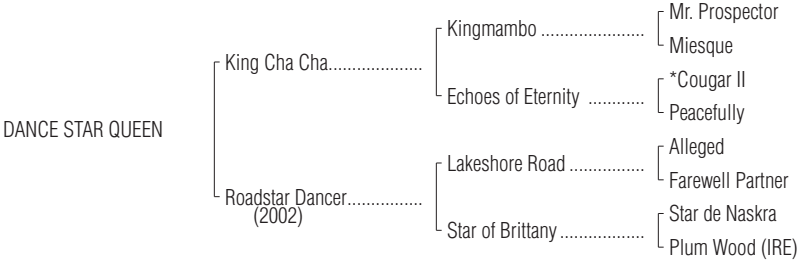 Mr. Prospector
Kingmambo .....................
Miesque
King Cha Cha...................
*Cougar II
Echoes of Eternity ............
Peacefully
DANCE STAR QUEEN
Alleged
Lakeshore Road ................
Farewell Partner
Roadstar Dancer................
(2002)
Star de Naskra
Star of Brittany ..................
Plum Wood (IRE)